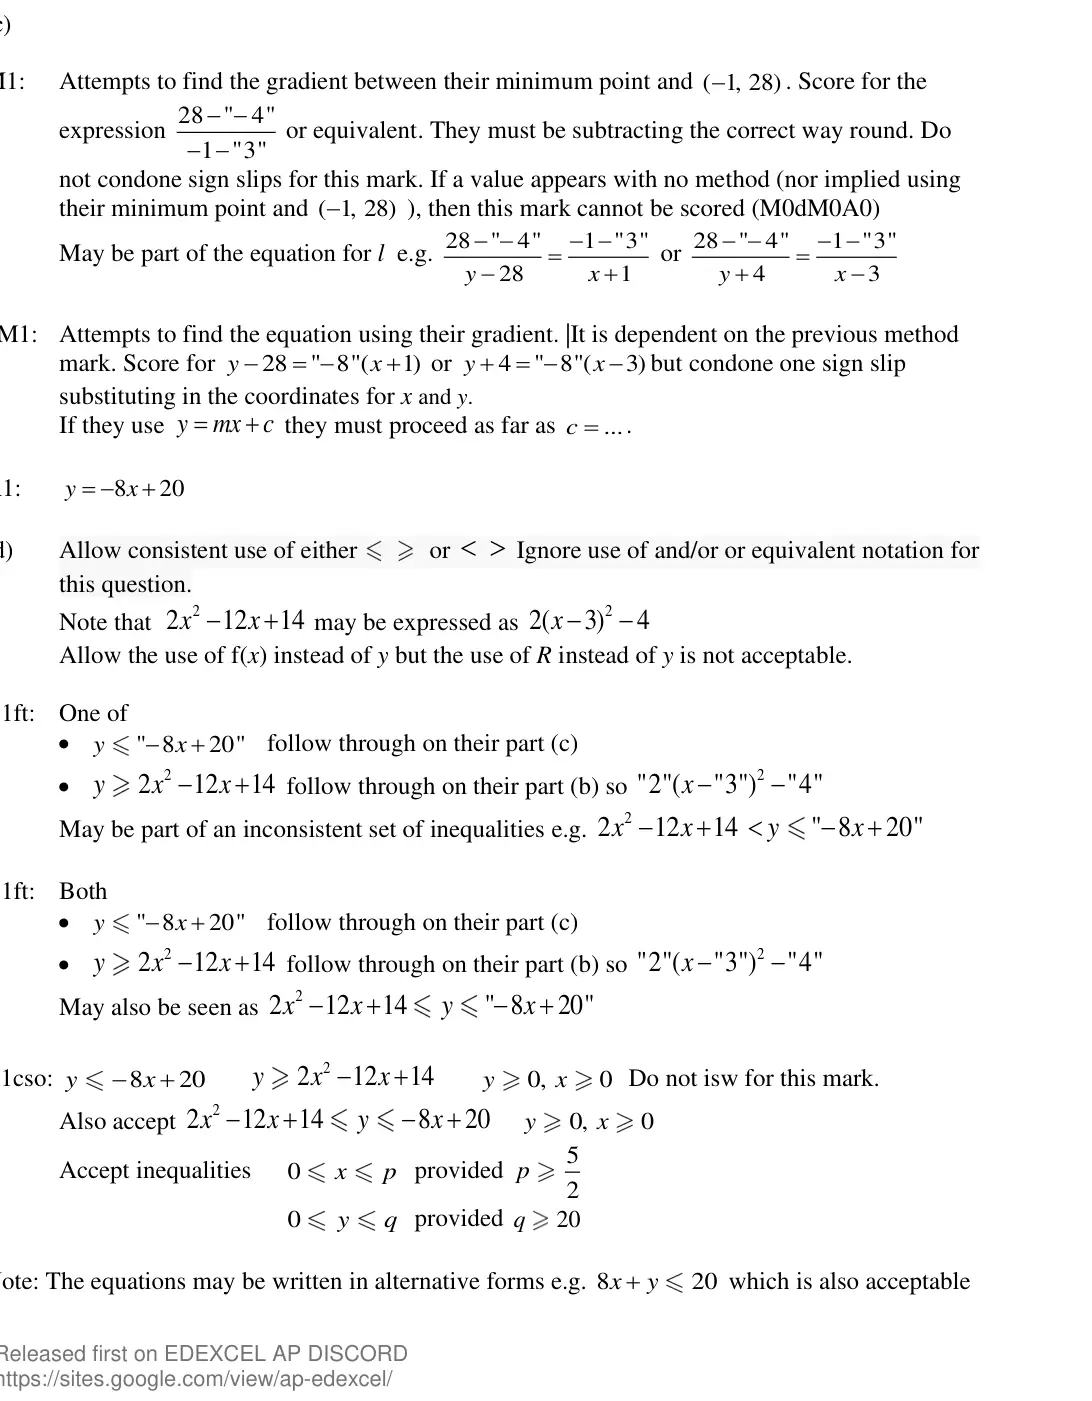 c)
M1: Attempts to find the gradient between their minimum point and (−1, 28). Score for the
expression (28−"−4")/(−1−"3") or equivalent. They must be subtracting the correct way round. Do
not condone sign slips for this mark. If a value appears with no method (nor implied using
their minimum point and (−1, 28) ), then this mark cannot be scored (M0dM0A0)
May be part of the equation for l e.g. (28−"−4")/(y−28) = (−1−"3")/(x+1) or (28−"−4")/(y+4) = (−1−"3")/(x−3)
M1: Attempts to find the equation using their gradient. |It is dependent on the previous method
mark. Score for y−28="−8"(x+1) or y+4="−8"(x−3) but condone one sign slip
substituting in the coordinates for x and y.
If they use y=mx+c they must proceed as far as c=....
1: y=−8x+20
d) Allow consistent use of either ⩽ ⩾ or < > Ignore use of and/or or equivalent notation for
this question.
Note that 2x²−12x+14 may be expressed as 2(x−3)²−4
Allow the use of f(x) instead of y but the use of R instead of y is not acceptable.
1ft: One of
• y⩽"−8x+20" follow through on their part (c)
• y⩾2x²−12x+14 follow through on their part (b) so "2"(x−"3")²−"4"
May be part of an inconsistent set of inequalities e.g. 2x²−12x+14 <y⩽"−8x+20"
1ft: Both
• y⩽"−8x+20" follow through on their part (c)
• y⩾2x²−12x+14 follow through on their part (b) so "2"(x−"3")²−"4"
May also be seen as 2x²−12x+14⩽y⩽"−8x+20"
1cso: y⩽−8x+20 y⩾2x²−12x+14 y⩾0, x⩾0 Do not isw for this mark.
Also accept 2x²−12x+14⩽y⩽−8x+20 y⩾0, x⩾0
Accept inequalities 0⩽x⩽p provided p⩾5/2
0⩽y⩽q provided q⩾20
Note: The equations may be written in alternative forms e.g. 8x+y⩽20 which is also acceptable
Released first on EDEXCEL AP DISCORD
https://sites.google.com/view/ap-edexcel/